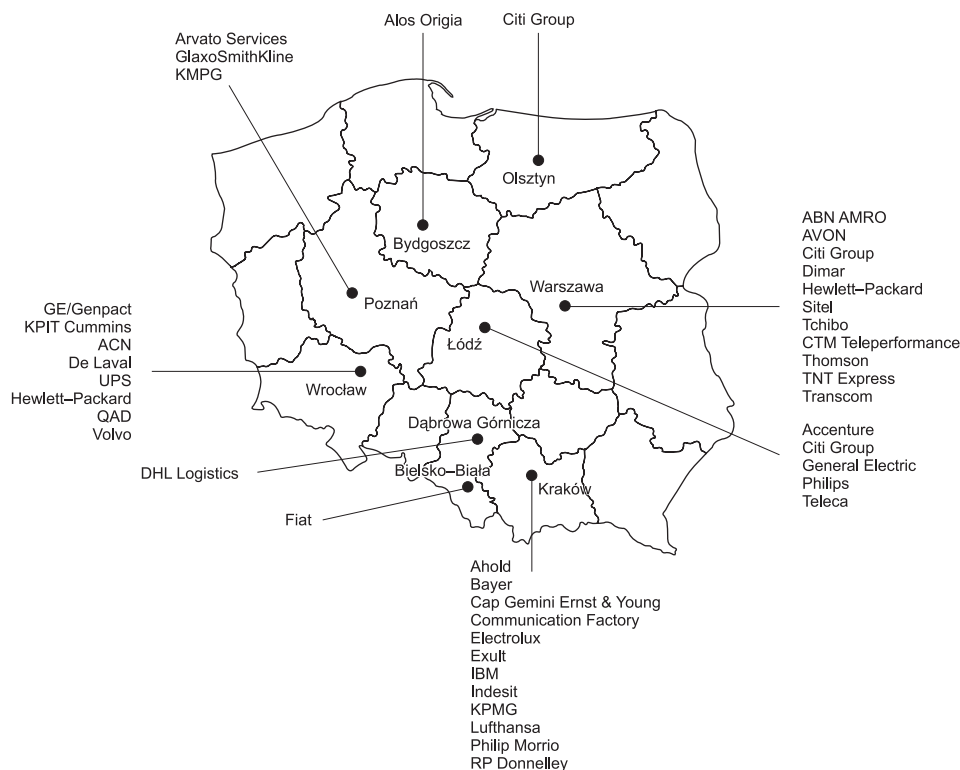 Alos Origia
Citi Group
Arvato Services
GlaxoSmithKline
KMPG
Olsztyn
Bydgoszcz
ABN AMRO
AVON
Citi Group
Dimar
Hewlett–Packard
Sitel
Tchibo
CTM Teleperformance
Thomson
TNT Express
Transcom
Warszawa
Poznań
Łódź
GE/Genpact
KPIT Cummins
ACN
De Laval
UPS
Hewlett–Packard
QAD
Volvo
Wrocław
Dąbrówa Górnicza
Accenture
Citi Group
General Electric
Philips
Teleca
DHL Logistics
Bielsko–Biała
Kraków
Fiat
Ahold
Bayer
Cap Gemini Ernst & Young
Communication Factory
Electrolux
Exult
IBM
Indesit
KPMG
Lufthansa
Philip Morrio
RP Donnelley